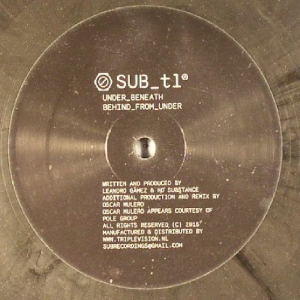 SUB_tl®
UNDER_BENEATH
BEHIND_FROM_UNDER
WRITTEN AND PRODUCED BY
LEANDRO GÁMEZ & NO SUBSTANCE
ADDITIONAL PRODUCTION AND REMIX BY
OSCAR MULERO
OSCAR MULERO APPEARS COURTESY OF
POLE GROUP
ALL RIGHTS RESERVED (C)
MANUFACTURED & DISTRIBUTED BY
WWW.TRIPLEVISION.NL
SUBRECORDINGS@GMAIL.COM